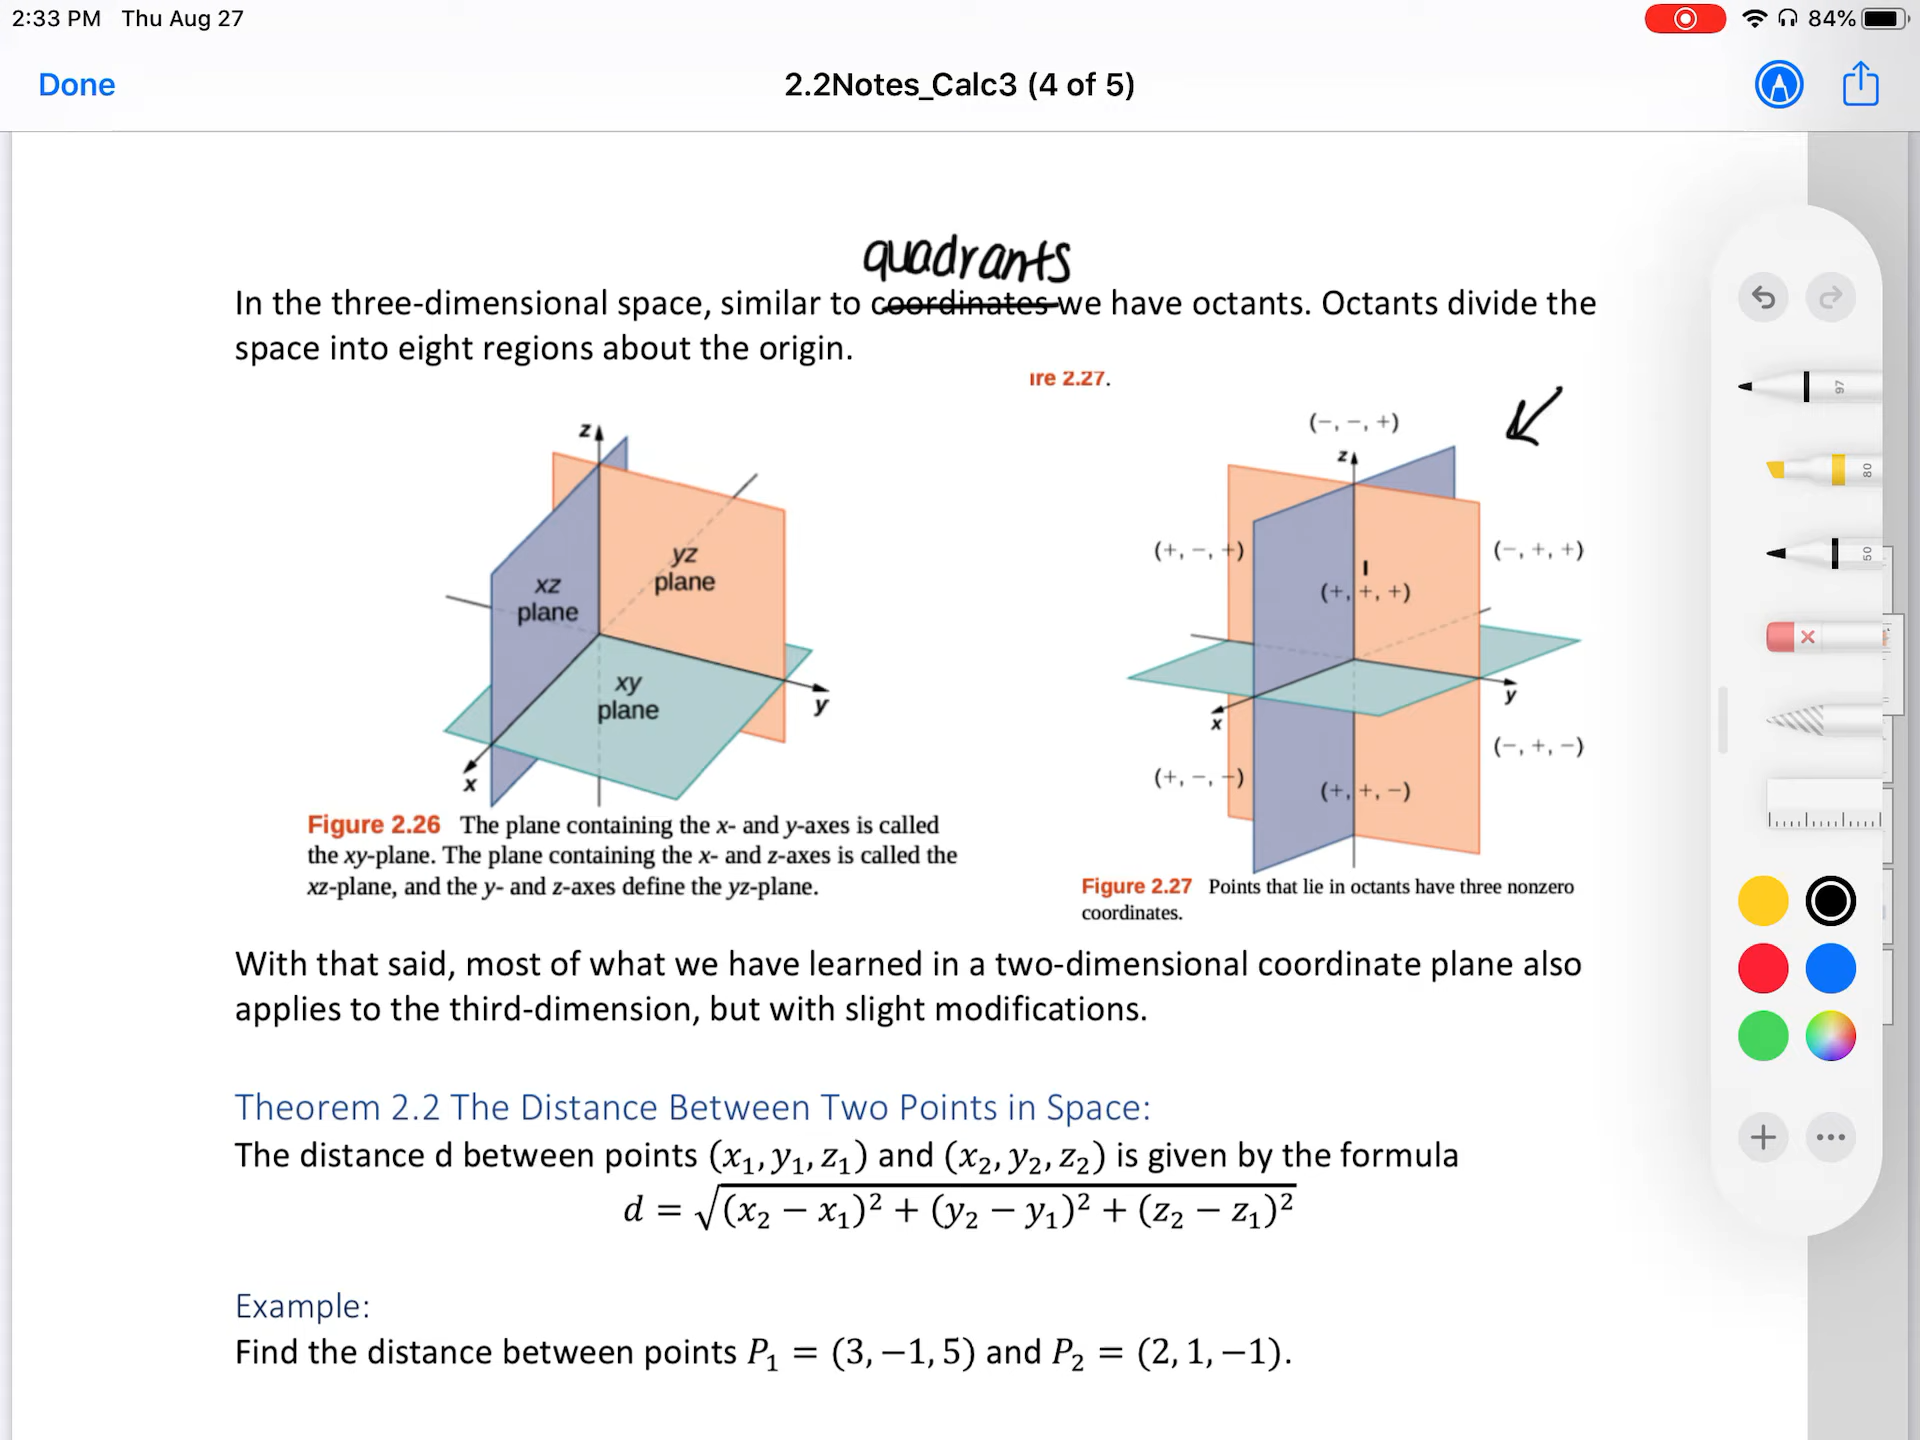 2:33 PM Thu Aug 27
84%
Done
2.2Notes_Calc3 (4 of 5)
quadrants
In the three-dimensional space, similar to coordinates we have octants. Octants divide the
space into eight regions about the origin.
ire 2.27.
z
yz
plane
xz
plane
xy
plane
y
x
Figure 2.26 The plane containing the x- and y-axes is called
the xy-plane. The plane containing the x- and z-axes is called the
xz-plane, and the y- and z-axes define the yz-plane.
(−, −, +)
z
(+, −, +)
(−, +, +)
I
(+, +, +)
y
x
(−, +, −)
(+, −, −)
(+, +, −)
Figure 2.27 Points that lie in octants have three nonzero
coordinates.
With that said, most of what we have learned in a two-dimensional coordinate plane also
applies to the third-dimension, but with slight modifications.
Theorem 2.2 The Distance Between Two Points in Space:
The distance d between points (x₁, y₁, z₁) and (x₂, y₂, z₂) is given by the formula
d = √(x₂ − x₁)² + (y₂ − y₁)² + (z₂ − z₁)²
Example:
Find the distance between points P₁ = (3, −1, 5) and P₂ = (2, 1, −1).
97
80
50